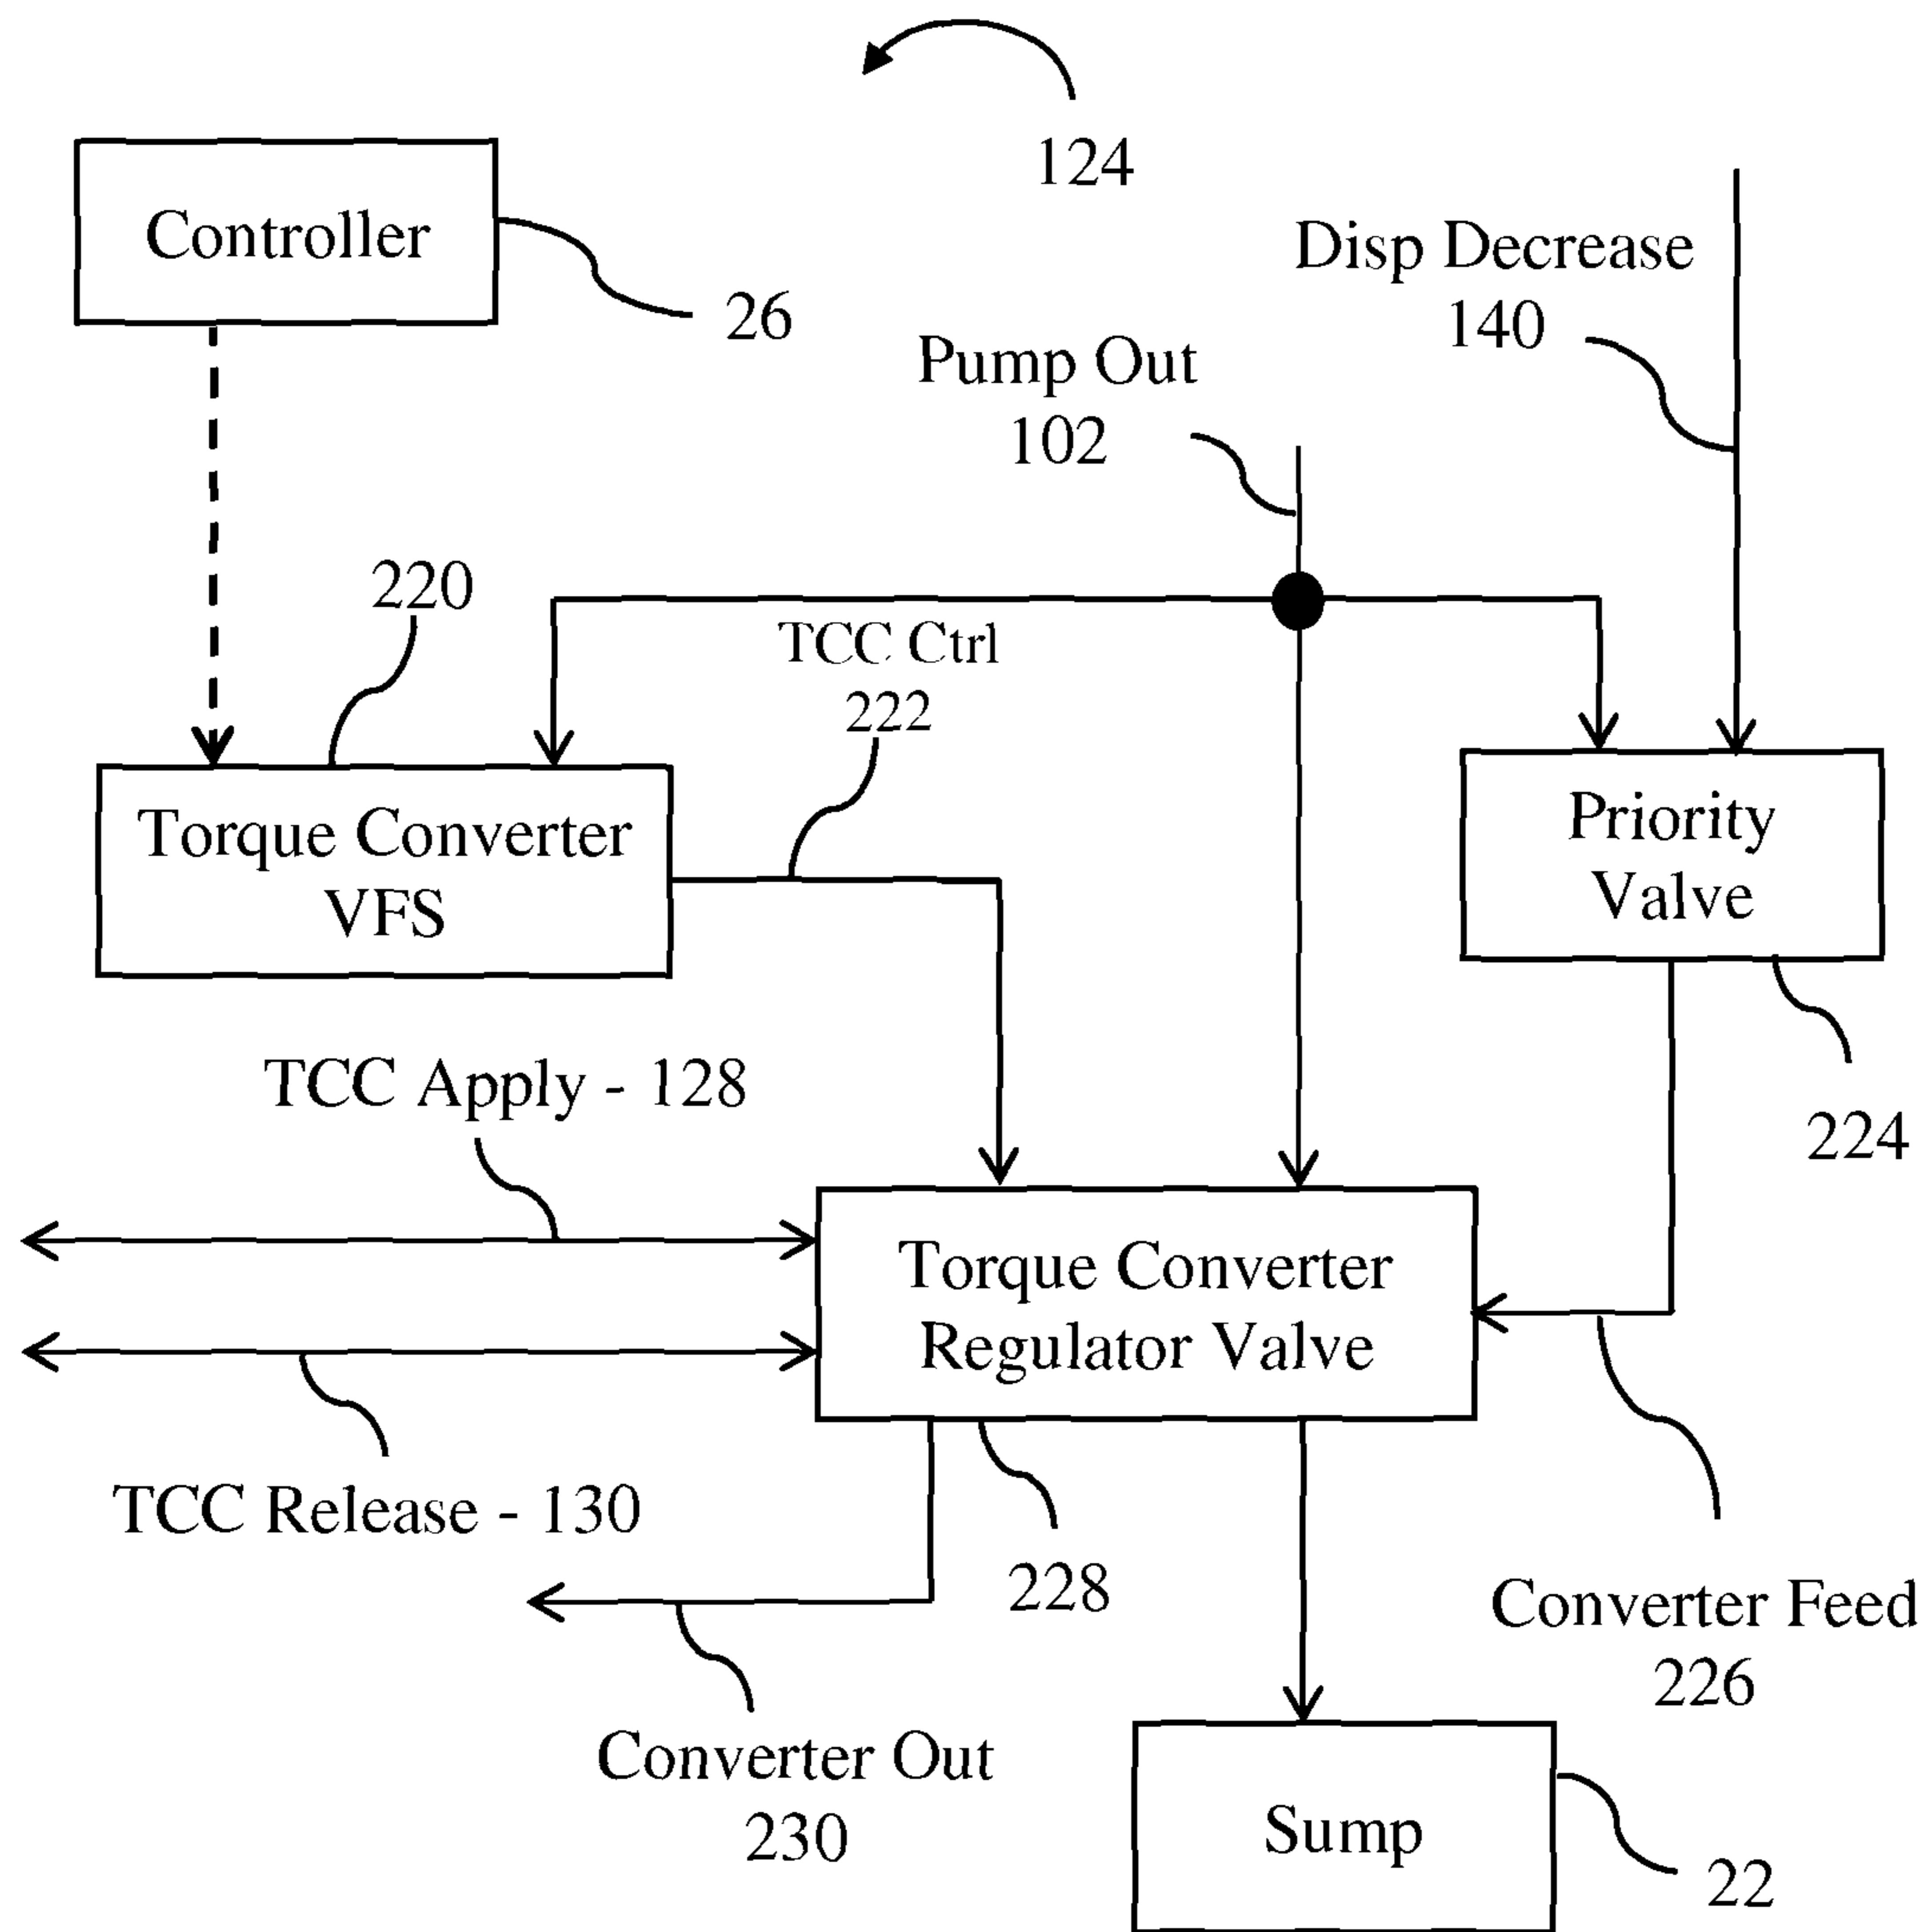 124
Controller
26
Disp Decrease
140
Pump Out
102
220
TCC Ctrl
222
Torque Converter
VFS
Priority
Valve
224
TCC Apply - 128
Torque Converter
Regulator Valve
TCC Release - 130
228
Converter Feed
226
Converter Out
230
Sump
22